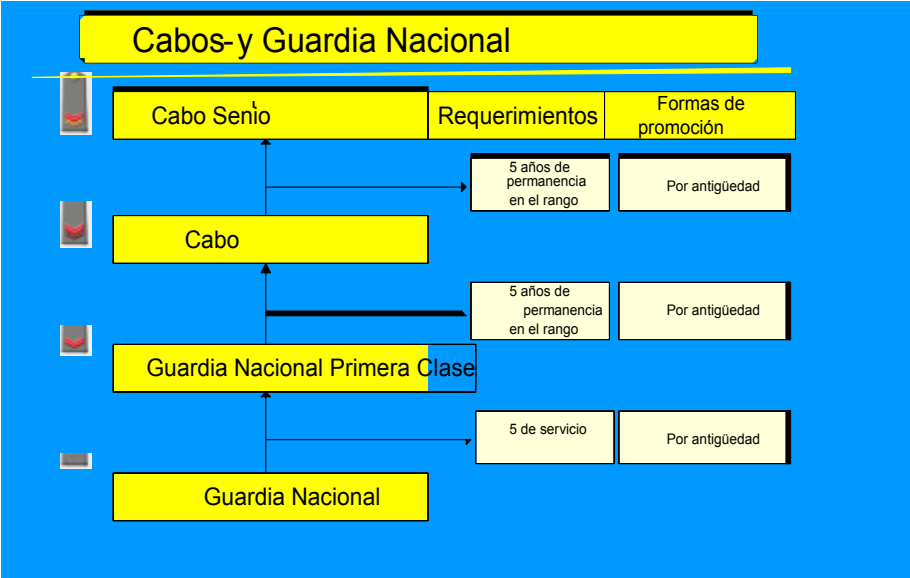 Cabos-y Guardia Nacional
Cabo Senio
Requerimientos
Formas de
promoción
5 años de
permanencia
en el rango
Por antigüedad
Cabo
5 años de
permanencia
en el rango
Por antigüedad
Guardia Nacional Primera Clase
5 de servicio
Por antigüedad
Guardia Nacional